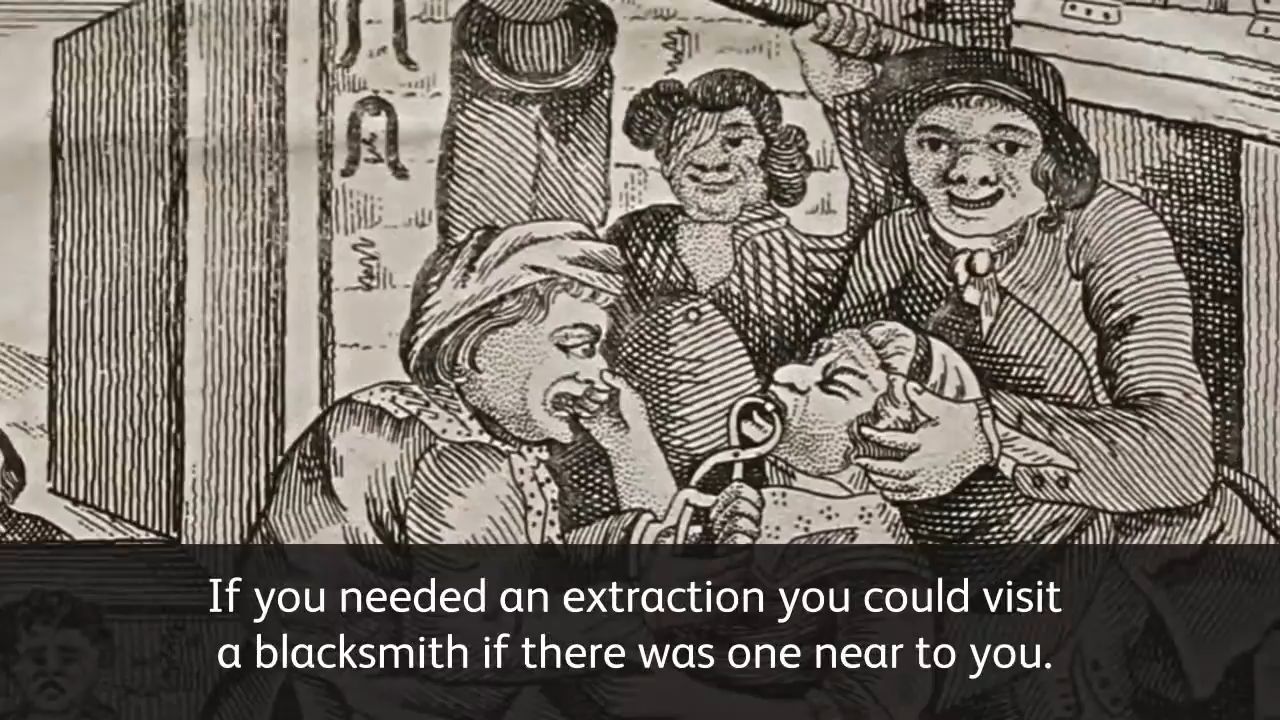 If you needed an extraction you could visit
a blacksmith if there was one near to you.